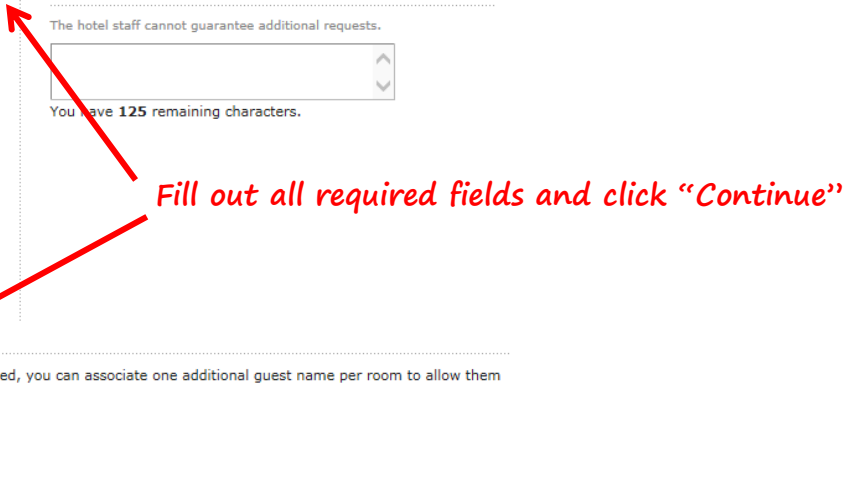 The hotel staff cannot guarantee additional requests.
You have 125 remaining characters.
Fill out all required fields and click “Continue”
ed, you can associate one additional guest name per room to allow them